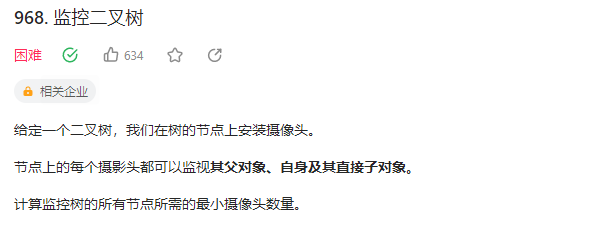 968. 监控二叉树
困难 634
相关企业
给定一个二叉树，我们在树的节点上安装摄像头。
节点上的每个摄影头都可以监视其父对象、自身及其直接子对象。
计算监控树的所有节点所需的最小摄像头数量。